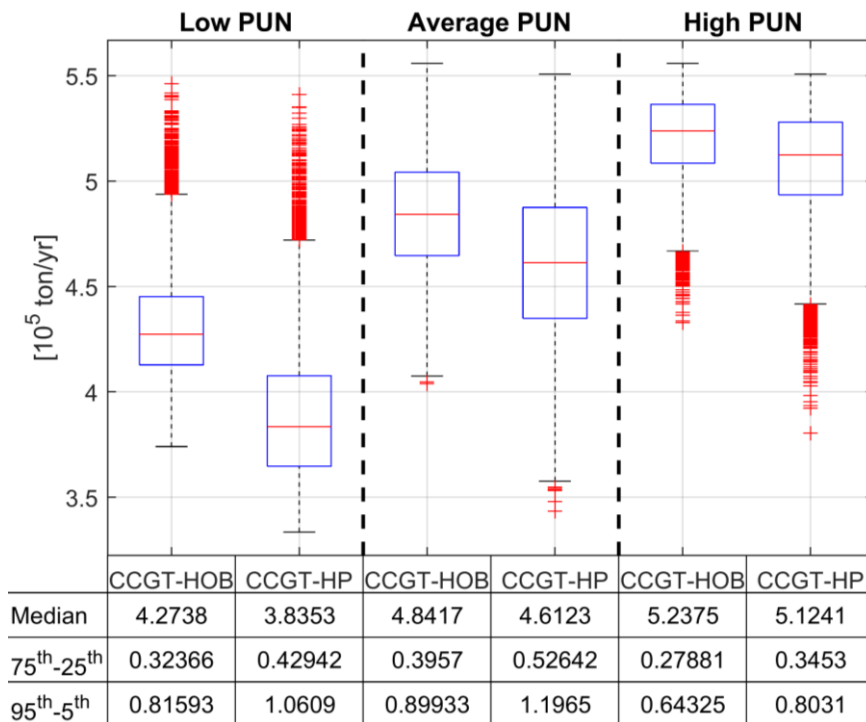 Low PUN Average PUN High PUN
5.5
5
4.5
4
3.5
[10^5 ton/yr]
CCGT-HOB CCGT-HP CCGT-HOB CCGT-HP CCGT-HOB CCGT-HP
Median 4.2738 3.8353 4.8417 4.6123 5.2375 5.1241
75th-25th 0.32366 0.42942 0.3957 0.52642 0.27881 0.3453
95th-5th 0.81593 1.0609 0.89933 1.1965 0.64325 0.8031